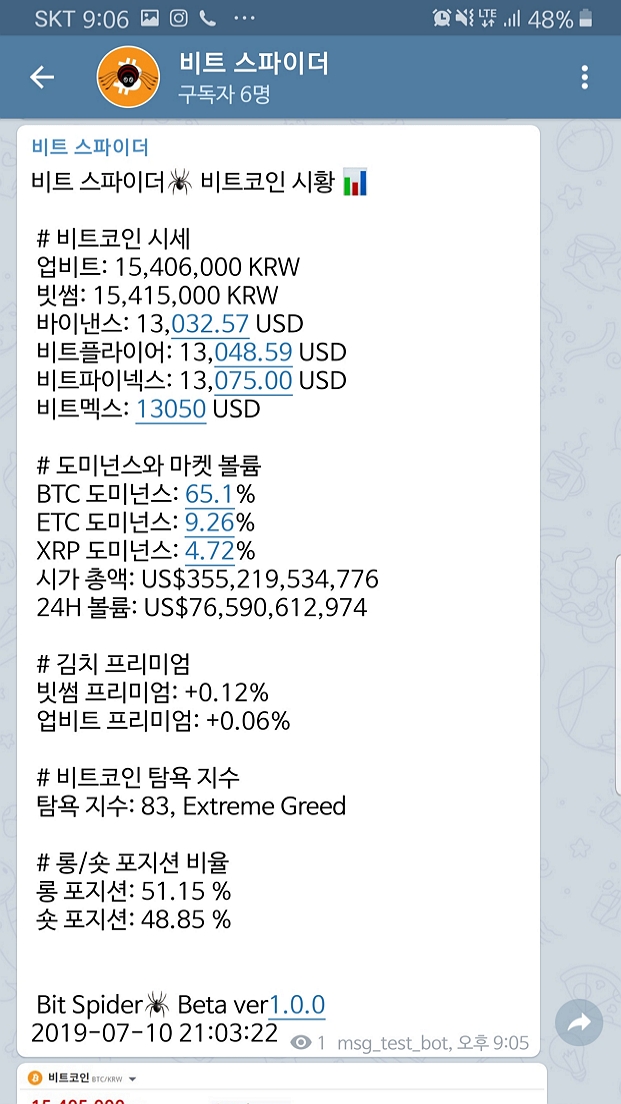 SKT 9:06 ... LTE 48%
비트 스파이더
구독자 6명
비트 스파이더
비트 스파이더🕷 비트코인 시황 📊
# 비트코인 시세
업비트: 15,406,000 KRW
빗썸: 15,415,000 KRW
바이낸스: 13,032.57 USD
비트플라이어: 13,048.59 USD
비트파이넥스: 13,075.00 USD
비트멕스: 13050 USD
# 도미넌스와 마켓 볼륨
BTC 도미넌스: 65.1%
ETC 도미넌스: 9.26%
XRP 도미넌스: 4.72%
시가 총액: US$355,219,534,776
24H 볼륨: US$76,590,612,974
# 김치 프리미엄
빗썸 프리미엄: +0.12%
업비트 프리미엄: +0.06%
# 비트코인 탐욕 지수
탐욕 지수: 83, Extreme Greed
# 롱/숏 포지션 비율
롱 포지션: 51.15 %
숏 포지션: 48.85 %
Bit Spider🕷 Beta ver1.0.0
2019-07-10 21:03:22 1 msg_test_bot, 오후 9:05
비트코인 BTC/KRW